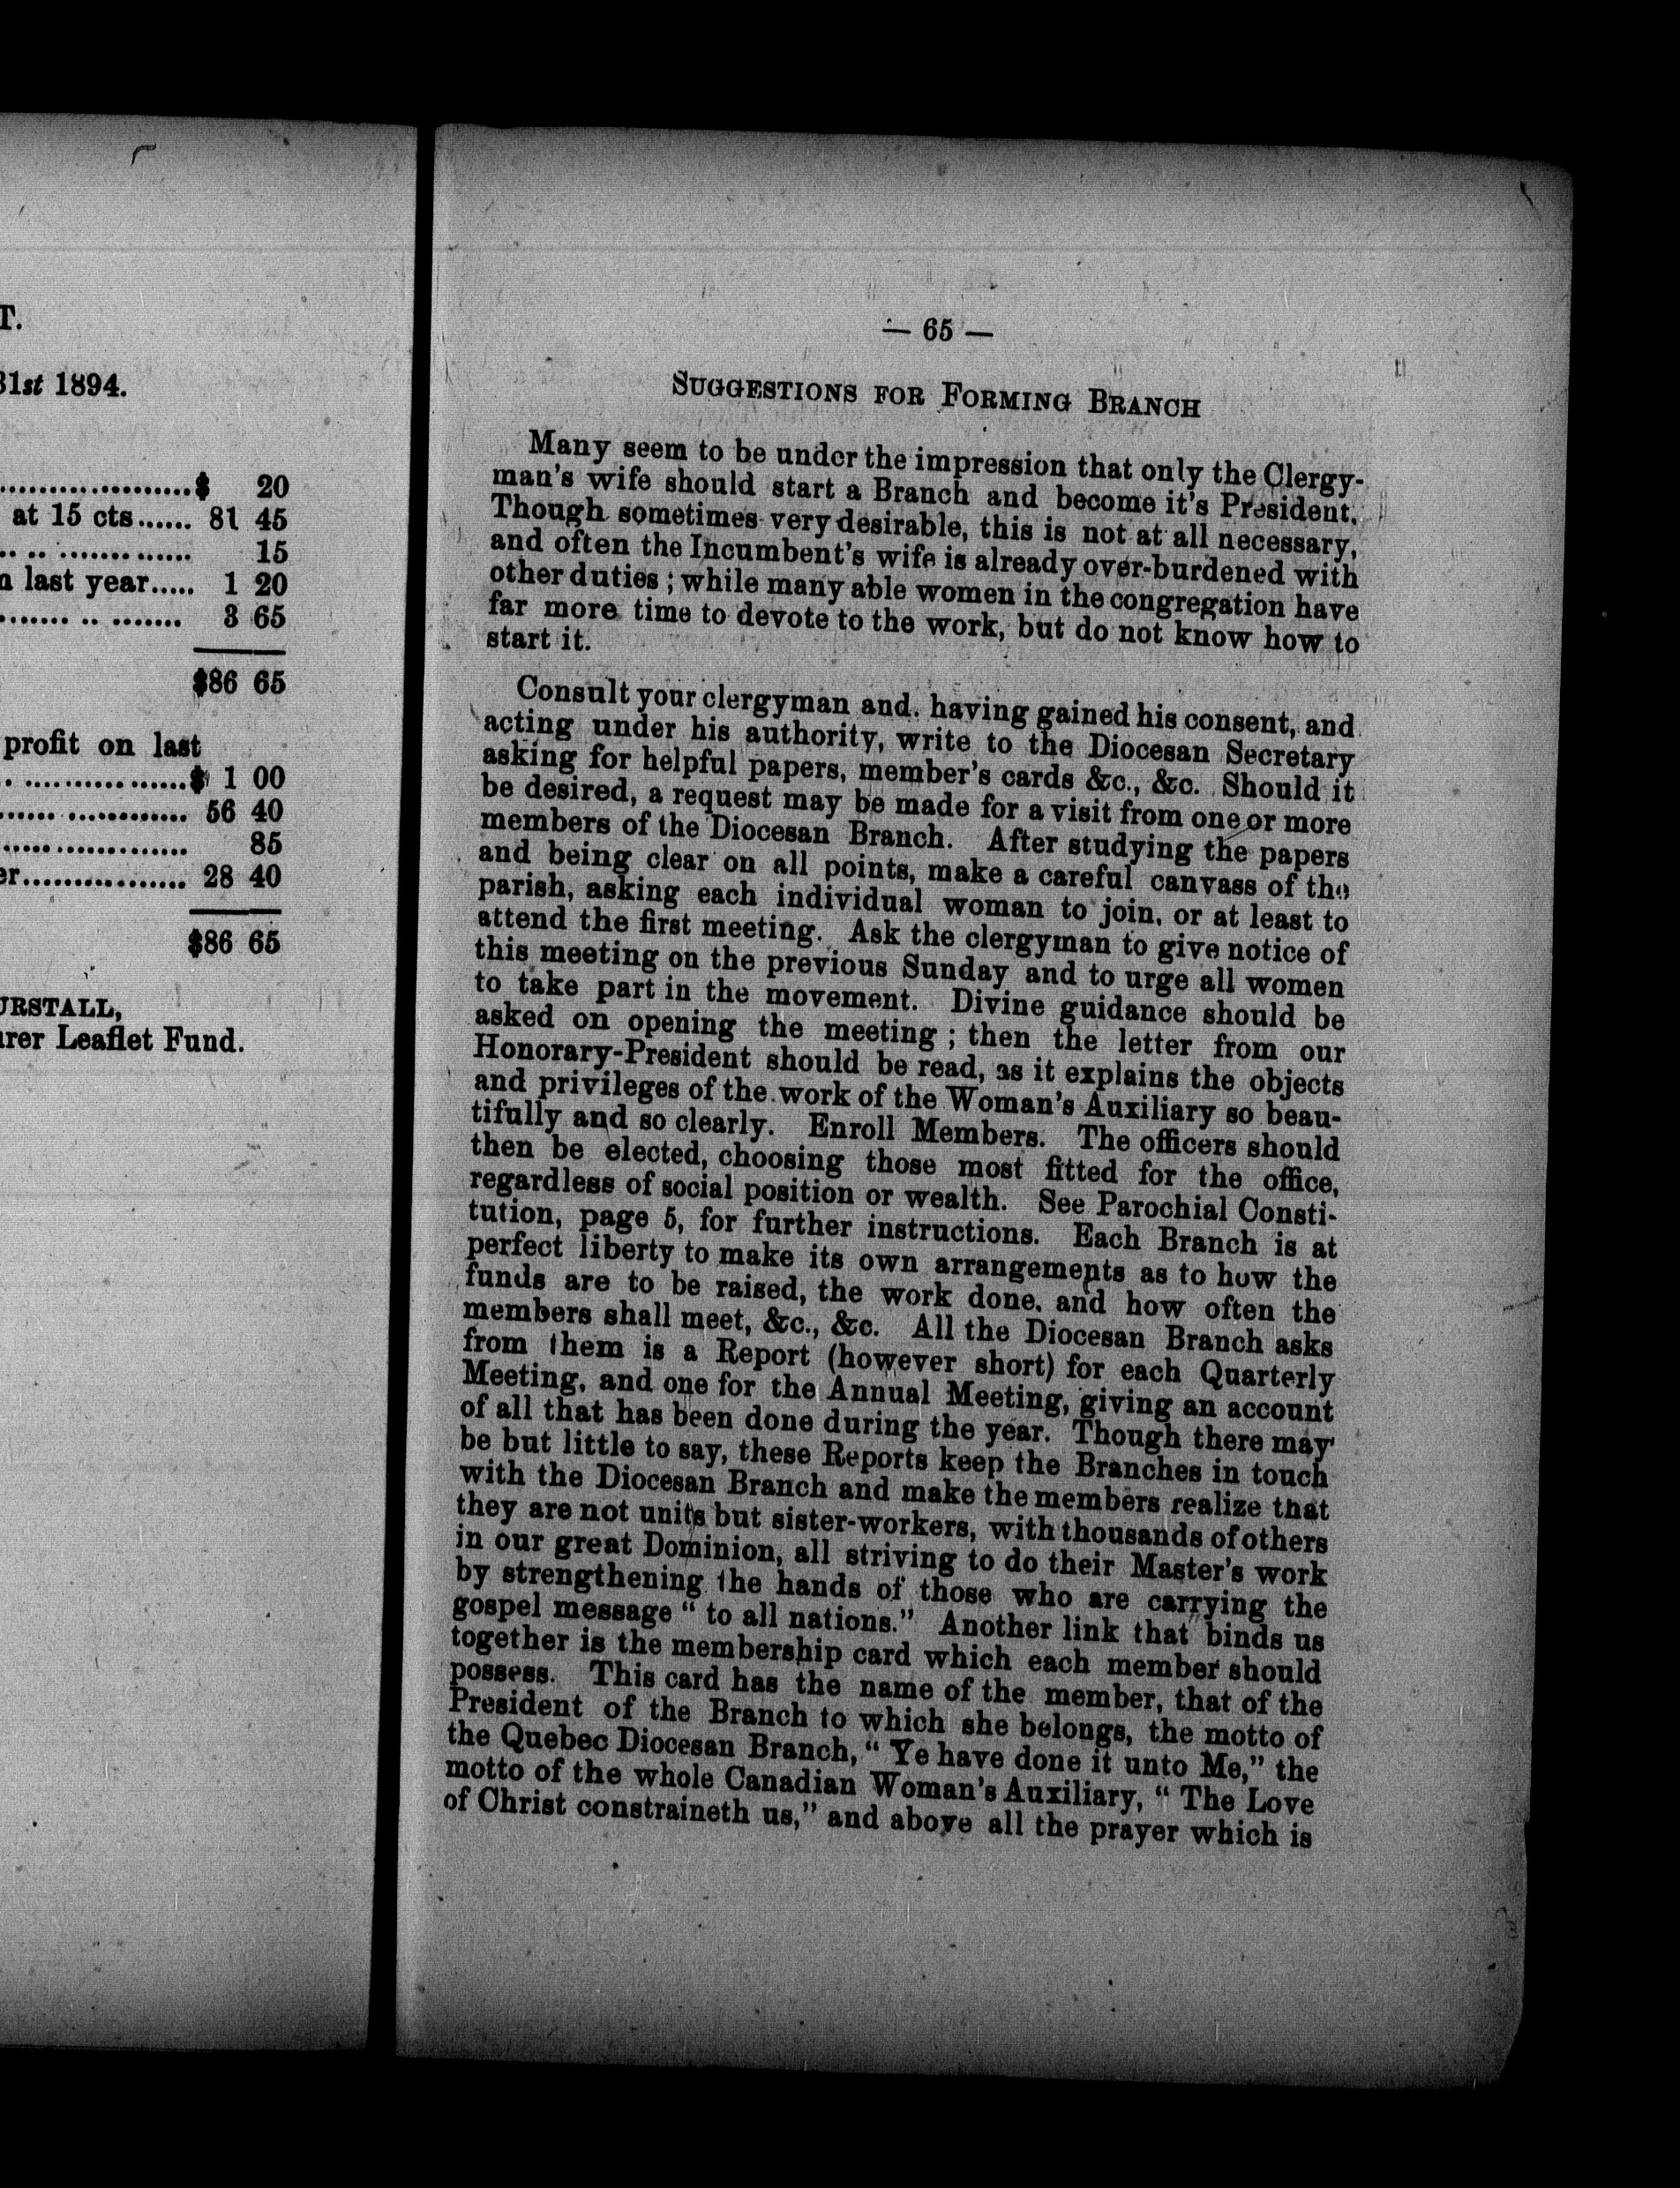 T.
31st 1894.
....................$ 20
at 15 cts...... 81 45
.. .. ............. 15
n last year..... 1 20
....... .. ....... 3 65
$86 65
profit on last
.. .................$ 1 00
...... ............ 56 40
.................. 85
er................ 28 40
$86 65
URSTALL,
urer Leaflet Fund.
— 65 —
SUGGESTIONS FOR FORMING BRANCH
Many seem to be under the impression that only the Clergy-
man's wife should start a Branch and become it's President.
Though sometimes very desirable, this is not at all necessary,
and often the Incumbent's wife is already over-burdened with
other duties ; while many able women in the congregation have
far more time to devote to the work, but do not know how to
start it.
Consult your clergyman and. having gained his consent, and
acting under his authority, write to the Diocesan Secretary
asking for helpful papers, member's cards &c., &c. Should it
be desired, a request may be made for a visit from one or more
members of the Diocesan Branch. After studying the papers
and being clear on all points, make a careful canvass of the
parish, asking each individual woman to join, or at least to
attend the first meeting. Ask the clergyman to give notice of
this meeting on the previous Sunday and to urge all women
to take part in the movement. Divine guidance should be
asked on opening the meeting ; then the letter from our
Honorary-President should be read, as it explains the objects
and privileges of the work of the Woman's Auxiliary so beau-
tifully and so clearly. Enroll Members. The officers should
then be elected, choosing those most fitted for the office,
regardless of social position or wealth. See Parochial Consti-
tution, page 5, for further instructions. Each Branch is at
perfect liberty to make its own arrangements as to how the
funds are to be raised, the work done, and how often the
members shall meet, &c., &c. All the Diocesan Branch asks
from them is a Report (however short) for each Quarterly
Meeting, and one for the Annual Meeting, giving an account
of all that has been done during the year. Though there may
be but little to say, these Reports keep the Branches in touch
with the Diocesan Branch and make the members realize that
they are not units but sister-workers, with thousands of others
in our great Dominion, all striving to do their Master's work
by strengthening the hands of those who are carrying the
gospel message " to all nations." Another link that binds us
together is the membership card which each member should
possess. This card has the name of the member, that of the
President of the Branch to which she belongs, the motto of
the Quebec Diocesan Branch, " Ye have done it unto Me," the
motto of the whole Canadian Woman's Auxiliary, " The Love
of Christ constraineth us," and above all the prayer which is